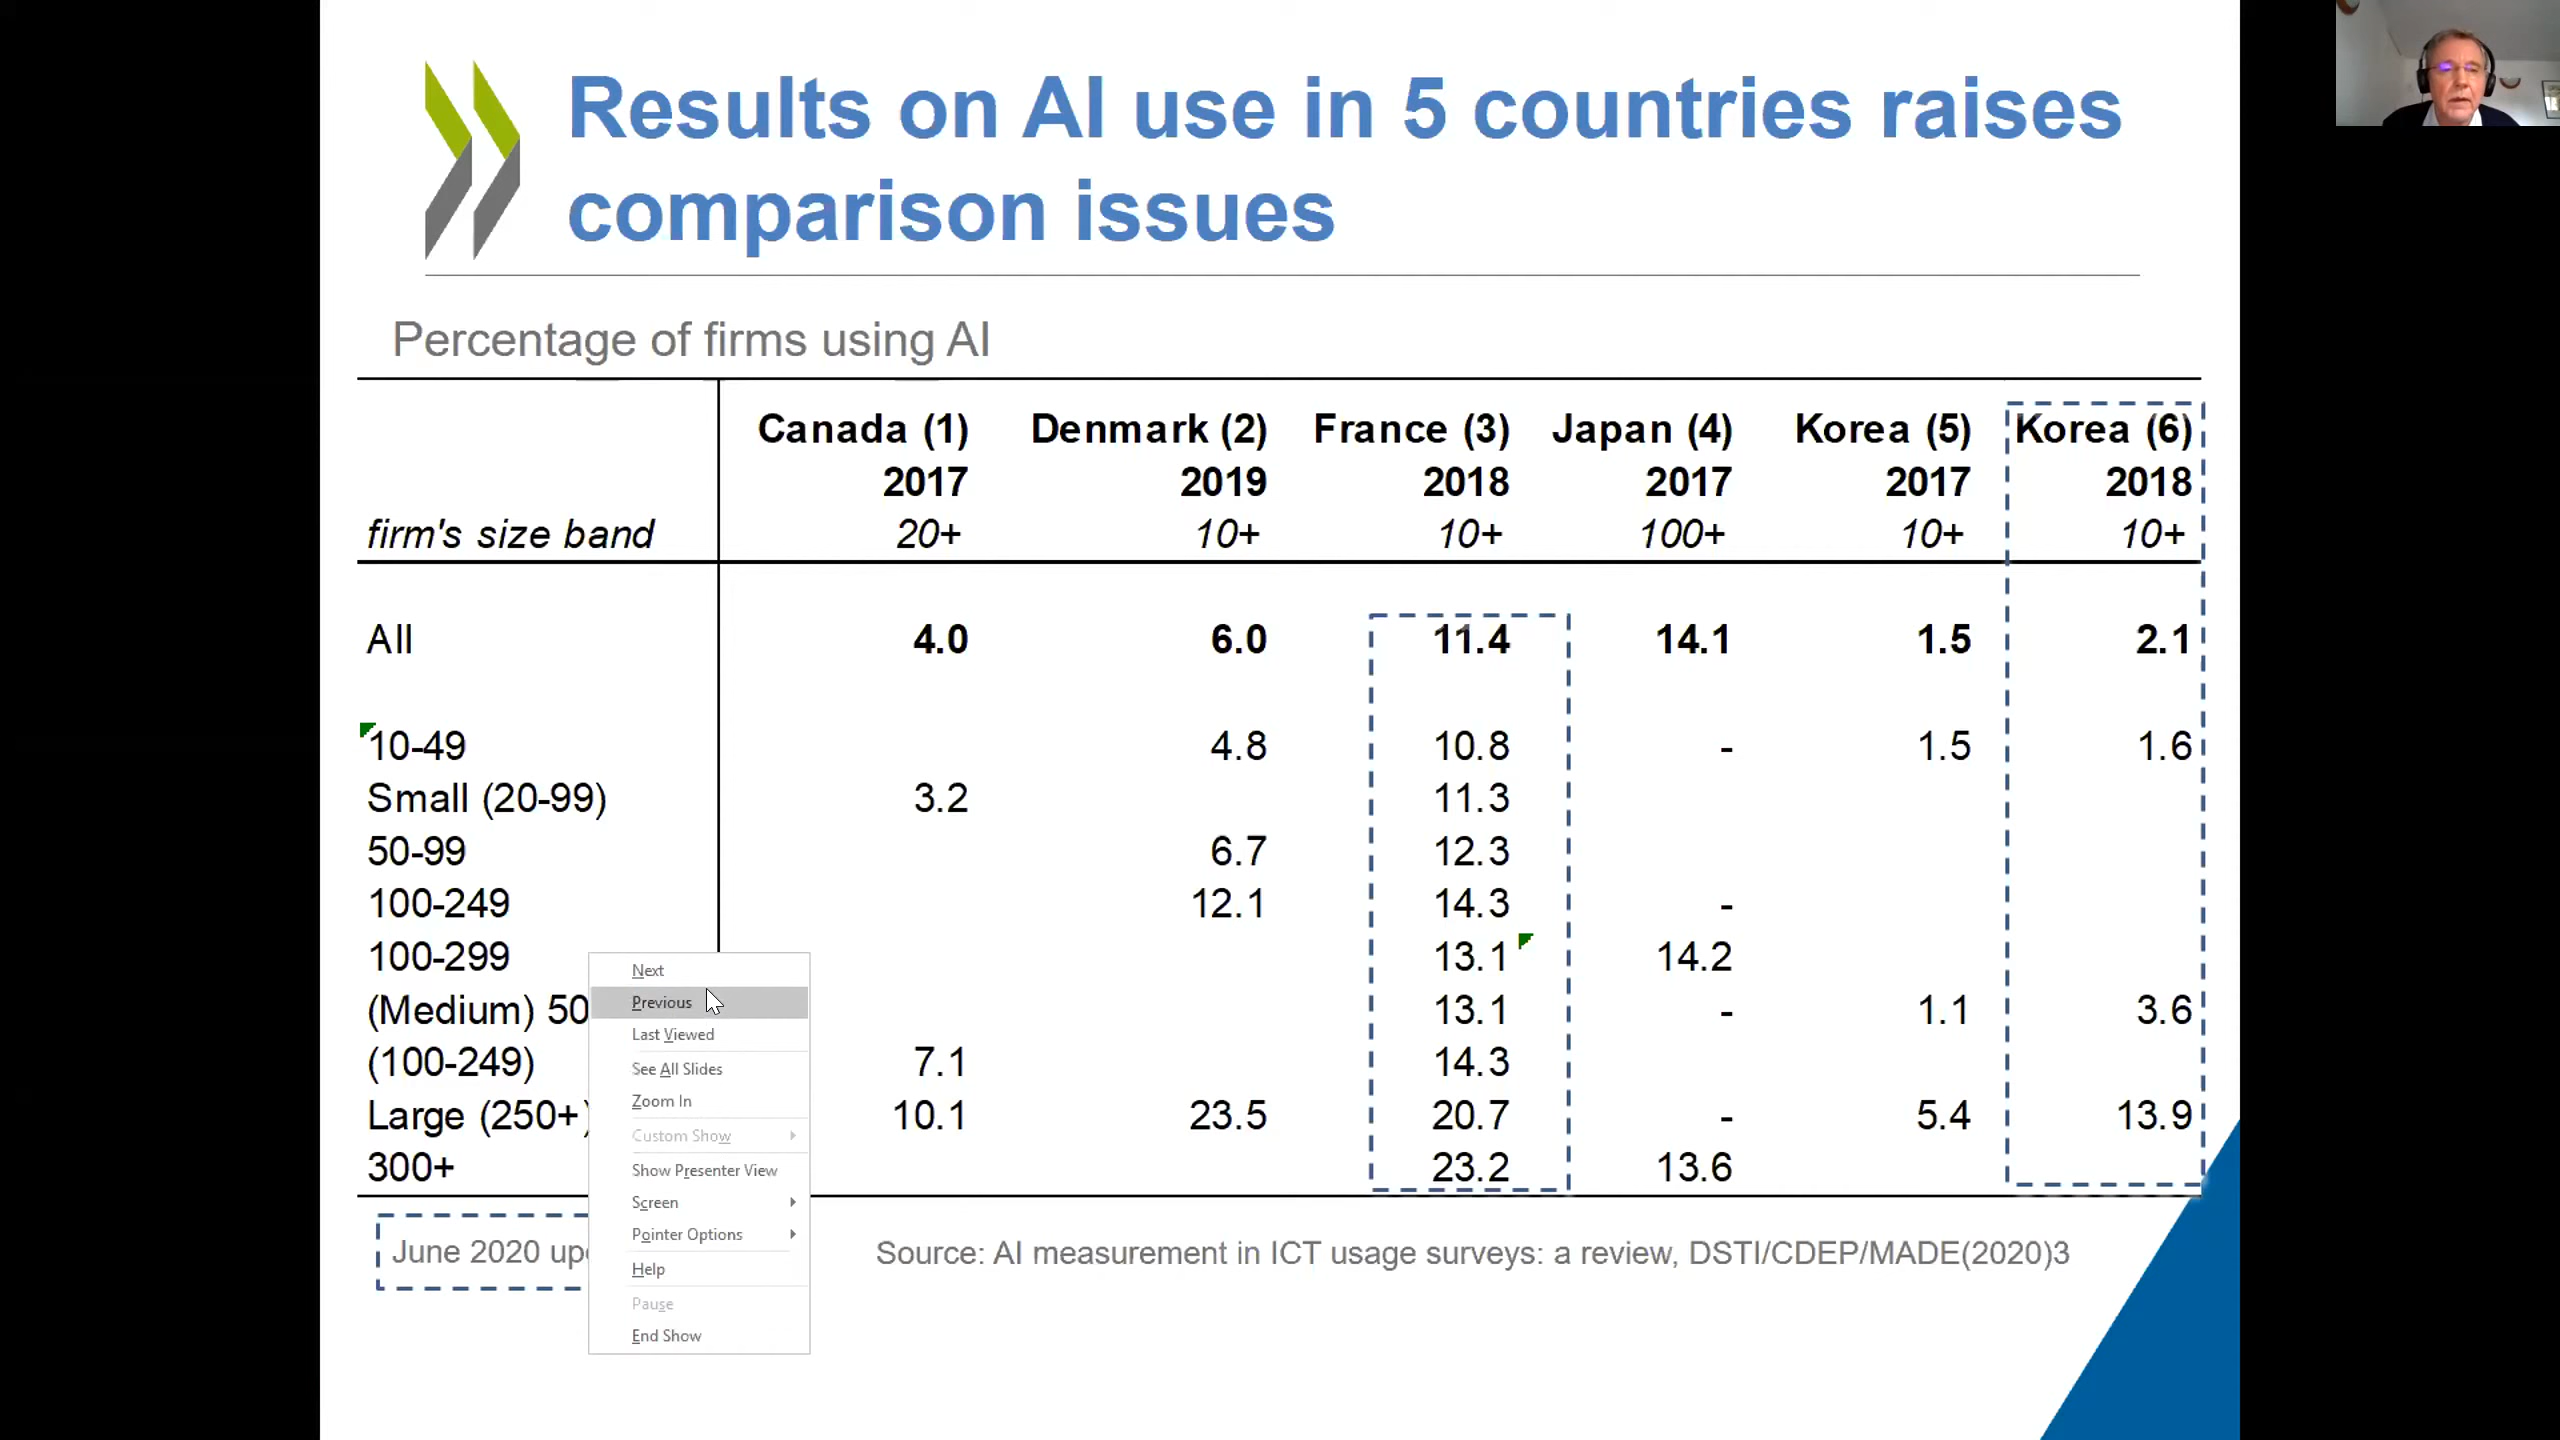 Results on AI use in 5 countries raises
comparison issues
Percentage of firms using AI
Canada (1) Denmark (2) France (3) Japan (4) Korea (5) Korea (6)
2017 2019 2018 2017 2017 2018
firm's size band 20+ 10+ 10+ 100+ 10+ 10+
All 4.0 6.0 11.4 14.1 1.5 2.1
10-49 4.8 10.8 - 1.5 1.6
Small (20-99) 3.2 11.3
50-99 6.7 12.3
100-249 12.1 14.3 -
100-299 13.1 14.2
(Medium) 50 13.1 - 1.1 3.6
(100-249) 7.1 14.3
Large (250+) 10.1 23.5 20.7 - 5.4 13.9
300+ 23.2 13.6
June 2020
Source: AI measurement in ICT usage surveys: a review, DSTI/CDEP/MADE(2020)3
Next
Previous
Last Viewed
See All Slides
Zoom In
Custom Show
Show Presenter View
Screen
Pointer Options
Help
Pause
End Show